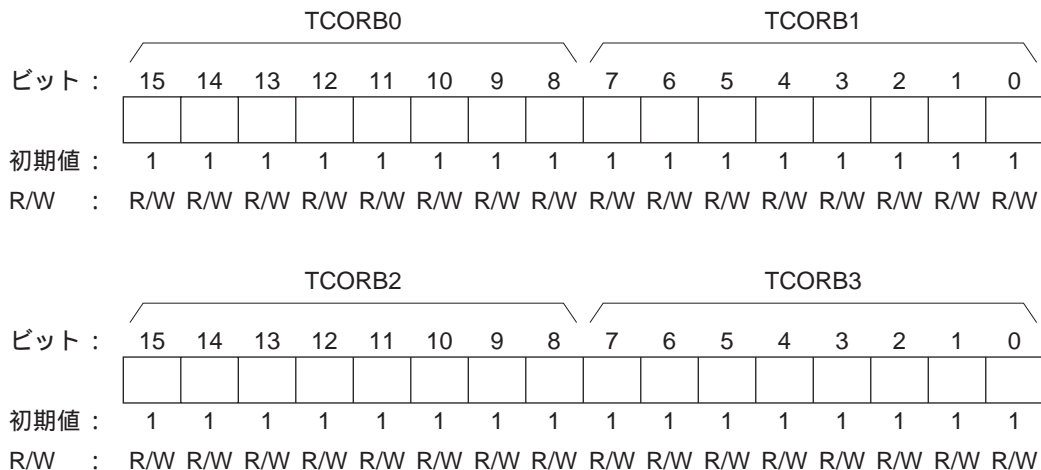 TCORB0 TCORB1
ビット : 15 14 13 12 11 10 9 8 7 6 5 4 3 2 1 0
初期値 : 1 1 1 1 1 1 1 1 1 1 1 1 1 1 1 1
R/W : R/W R/W R/W R/W R/W R/W R/W R/W R/W R/W R/W R/W R/W R/W R/W R/W
TCORB2 TCORB3
ビット : 15 14 13 12 11 10 9 8 7 6 5 4 3 2 1 0
初期値 : 1 1 1 1 1 1 1 1 1 1 1 1 1 1 1 1
R/W : R/W R/W R/W R/W R/W R/W R/W R/W R/W R/W R/W R/W R/W R/W R/W R/W